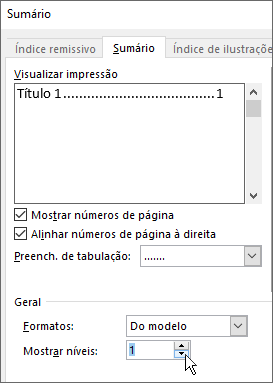 Sumário
Índice remissivo Sumário Índice de ilustraçõe
Visualizar impressão
Título 1........................................1
Mostrar números de página
Alinhar números de página à direita
Preench. de tabulação: .......
Geral
Formatos: Do modelo
Mostrar níveis: 1